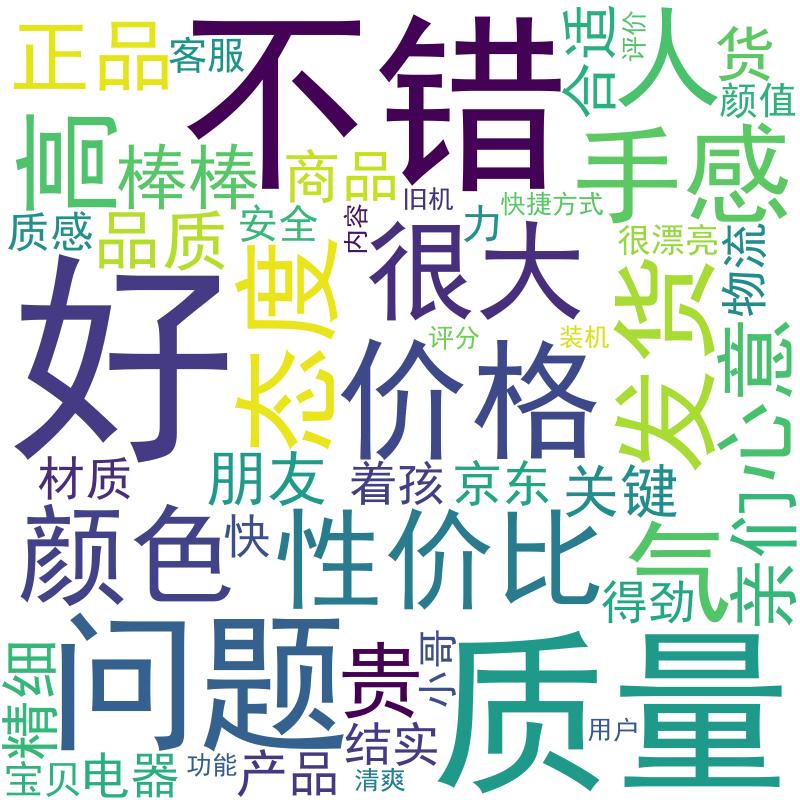 正品
客服
不错
合适
评价
人
货
颜值
高
棒棒
商品
手感
质感
品质
安全
内容
旧机
力
快捷方式
很漂亮
物流
好
态度
很大
发货
评分
装机
价格
心意
材质
朋友
着孩
京东
关键
颜色
快
性价比
气
亲们
得劲
精细
问题
贵
小哥
质量
结实
用户
宝贝
电器
功能
产品
清爽